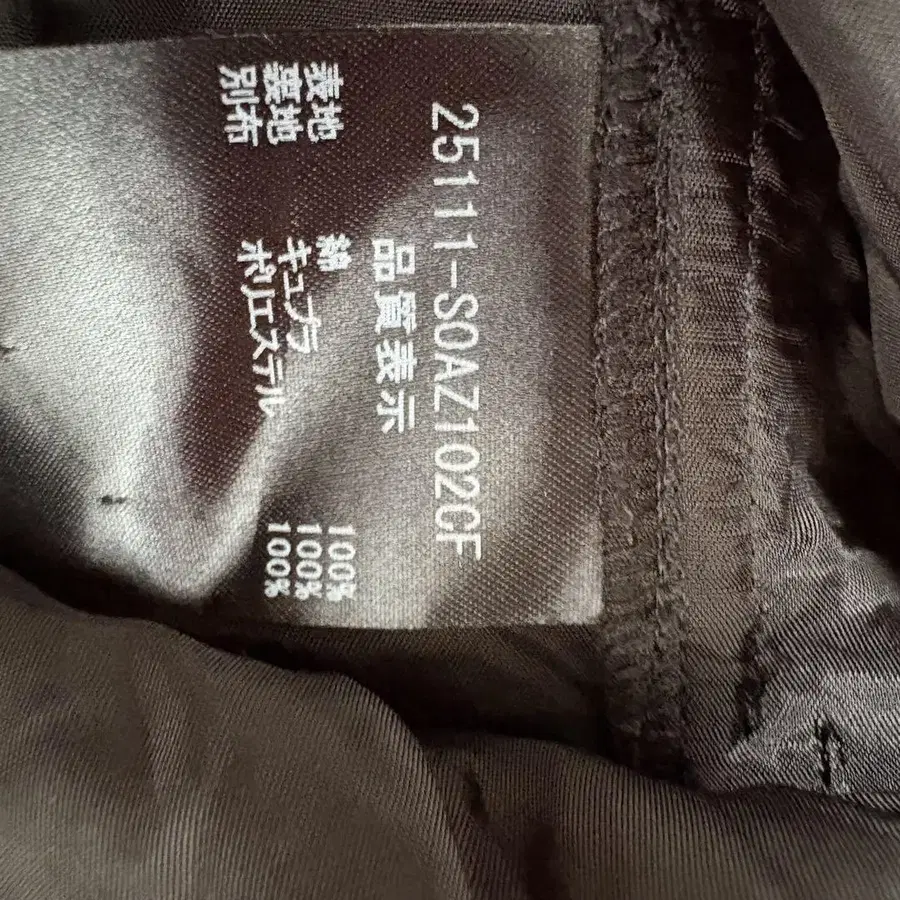 25111-SOAZ102CF
品質表示
表地 綿 100%
裏地 キュプラ 100%
別布 ポリエステル 100%